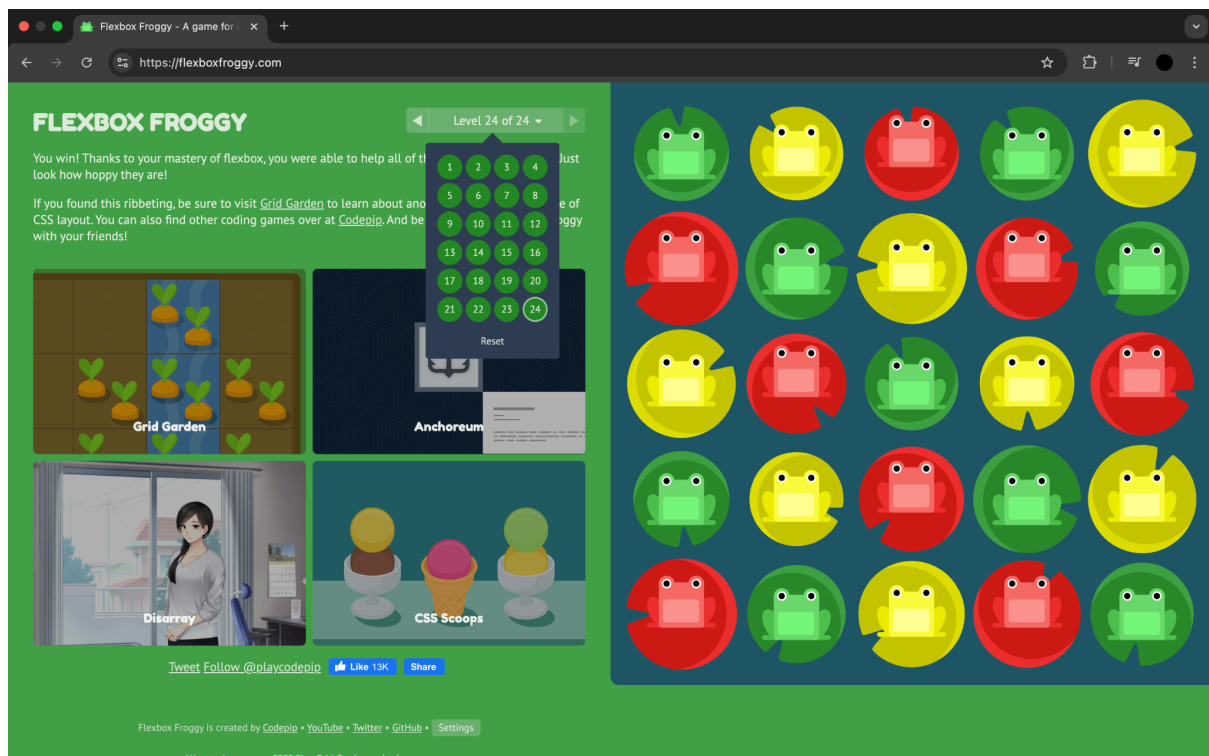 Flexbox Froggy - A game for
https://flexboxfroggy.com
FLEXBOX FROGGY
Level 24 of 24
You win! Thanks to your mastery of flexbox, you were able to help all of th Just
look how hoppy they are!
If you found this ribbeting, be sure to visit Grid Garden to learn about ano e of
CSS layout. You can also find other coding games over at Codepip. And be oggy
with your friends!
1 2 3 4
5 6 7 8
9 10 11 12
13 14 15 16
17 18 19 20
21 22 23 24
Reset
Grid Garden
Anchoreum
Disarray
CSS Scoops
Tweet Follow @playcodepip Like 13K Share
Flexbox Froggy is created by Codepip • YouTube • Twitter • GitHub • Settings